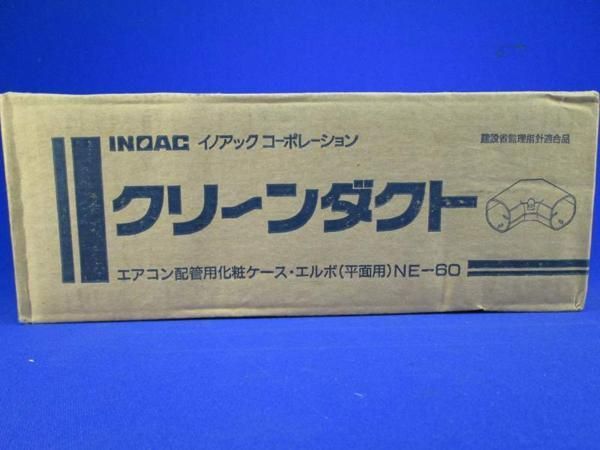 INOAC イノアック コーポレーション
建設省監理指針適合品
クリーンダクト
エアコン配管用化粧ケース・エルボ(平面用)NE-60